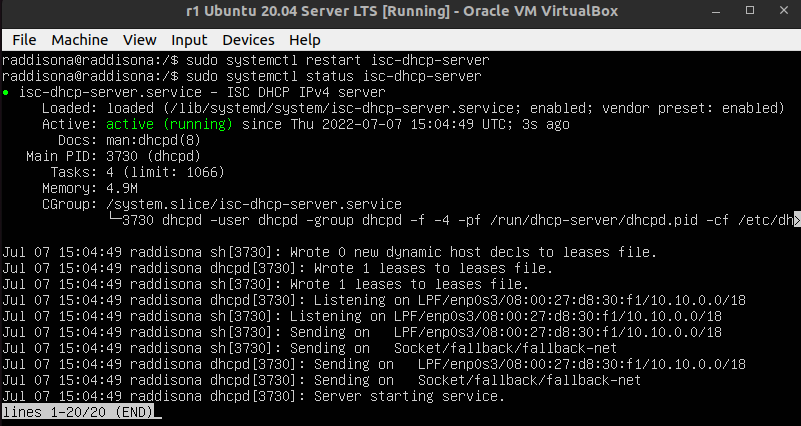 r1 Ubuntu 20.04 Server LTS [Running] - Oracle VM VirtualBox
File Machine View Input Devices Help
raddisona@raddisona:/$ sudo systemctl restart isc-dhcp-server
raddisona@raddisona:/$ sudo systemctl status isc-dhcp-server
● isc-dhcp-server.service - ISC DHCP IPv4 server
Loaded: loaded (/lib/systemd/system/isc-dhcp-server.service; enabled; vendor preset: enabled)
Active: active (running) since Thu 2022-07-07 15:04:49 UTC; 3s ago
Docs: man:dhcpd(8)
Main PID: 3730 (dhcpd)
Tasks: 4 (limit: 1066)
Memory: 4.9M
CGroup: /system.slice/isc-dhcp-server.service
└─3730 dhcpd -user dhcpd -group dhcpd -f -4 -pf /run/dhcp-server/dhcpd.pid -cf /etc/dh>
Jul 07 15:04:49 raddisona sh[3730]: Wrote 0 new dynamic host decls to leases file.
Jul 07 15:04:49 raddisona dhcpd[3730]: Wrote 1 leases to leases file.
Jul 07 15:04:49 raddisona sh[3730]: Wrote 1 leases to leases file.
Jul 07 15:04:49 raddisona dhcpd[3730]: Listening on LPF/enp0s3/08:00:27:d8:30:f1/10.10.0.0/18
Jul 07 15:04:49 raddisona sh[3730]: Listening on LPF/enp0s3/08:00:27:d8:30:f1/10.10.0.0/18
Jul 07 15:04:49 raddisona sh[3730]: Sending on   LPF/enp0s3/08:00:27:d8:30:f1/10.10.0.0/18
Jul 07 15:04:49 raddisona sh[3730]: Sending on   Socket/fallback/fallback-net
Jul 07 15:04:49 raddisona dhcpd[3730]: Sending on   LPF/enp0s3/08:00:27:d8:30:f1/10.10.0.0/18
Jul 07 15:04:49 raddisona dhcpd[3730]: Sending on   Socket/fallback/fallback-net
Jul 07 15:04:49 raddisona dhcpd[3730]: Server starting service.
lines 1-20/20 (END)